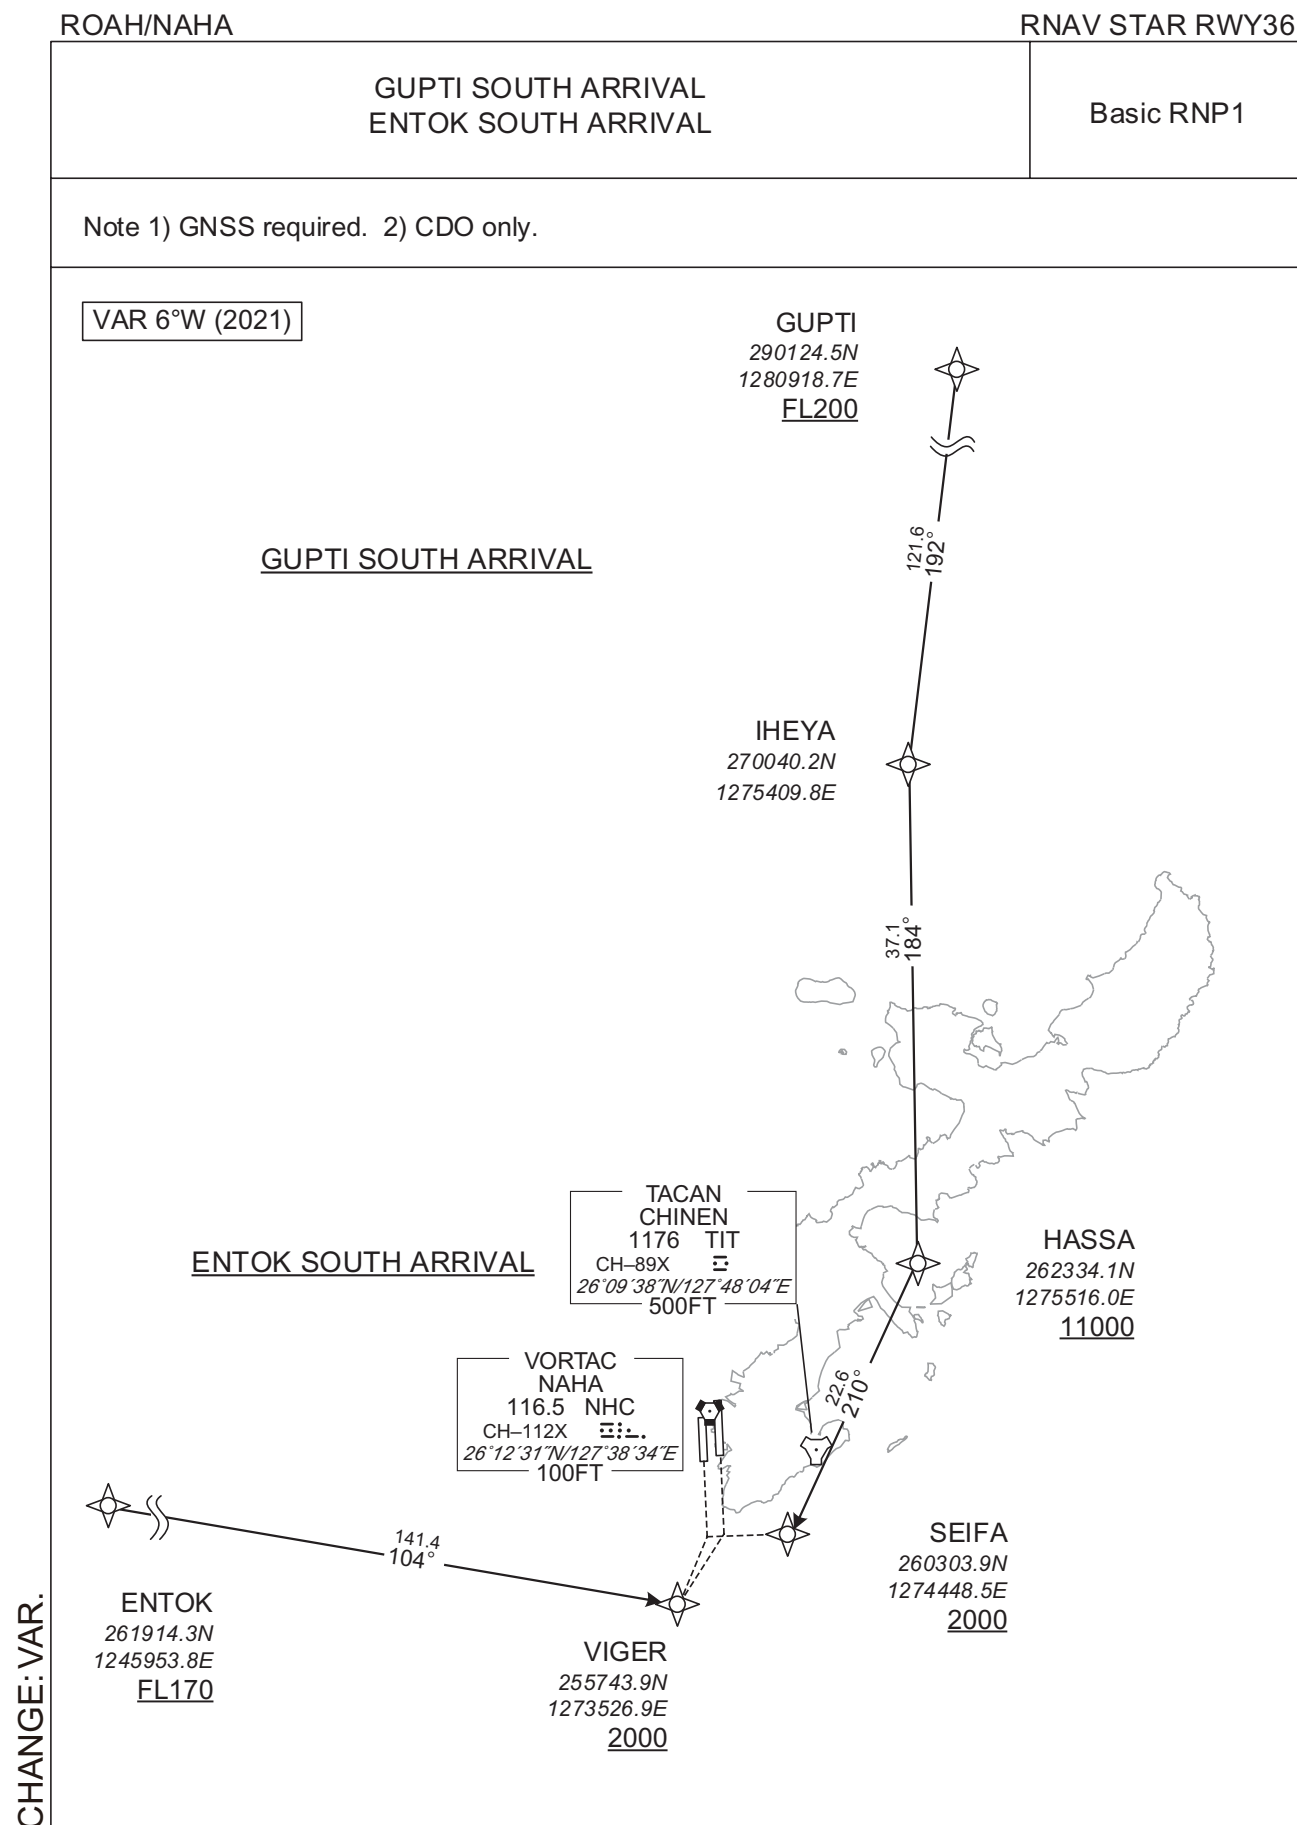 ROAH/NAHA
RNAV STAR RWY36
GUPTI SOUTH ARRIVAL
ENTOK SOUTH ARRIVAL
Basic RNP1
Note 1) GNSS required.  2) CDO only.
VAR 6°W (2021)
GUPTI
290124.5N
1280918.7E
FL200
121.6
192°
GUPTI SOUTH ARRIVAL
IHEYA
270040.2N
1275409.8E
37.1
184°
TACAN
CHINEN
1176 TIT
CH–89X
26°09´38˝N/127°48´04˝E
500FT
ENTOK SOUTH ARRIVAL
HASSA
262334.1N
1275516.0E
11000
VORTAC
NAHA
116.5 NHC
CH–112X
26°12´31˝N/127°38´34˝E
100FT
22.6
210°
141.4
104°
SEIFA
260303.9N
1274448.5E
2000
ENTOK
261914.3N
1245953.8E
FL170
VIGER
255743.9N
1273526.9E
2000
CHANGE: VAR.